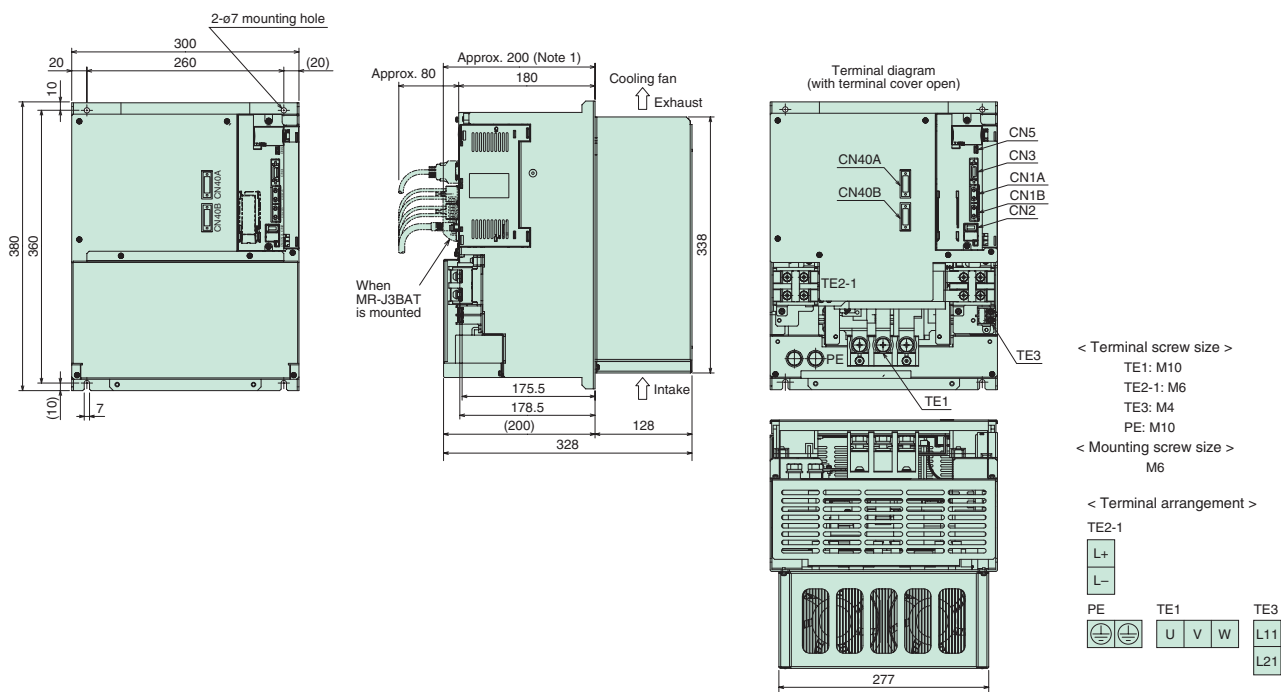 2-ø7 mounting hole
300
20
260
(20)
10
380
360
CN40A
CN40B
(10)
7
Approx. 200 (Note 1)
Approx. 80
180
Cooling fan
Exhaust
338
When
MR-J3BAT
is mounted
Intake
175.5
178.5
(200)
128
328
Terminal diagram
(with terminal cover open)
CN5
CN3
CN1A
CN1B
CN2
CN40A
CN40B
TE2-1
PE
TE3
TE1
277
< Terminal screw size >
TE1: M10
TE2-1: M6
TE3: M4
PE: M10
< Mounting screw size >
M6
< Terminal arrangement >
TE2-1
L+
L–
PE TE1 TE3
U V W L11
L21